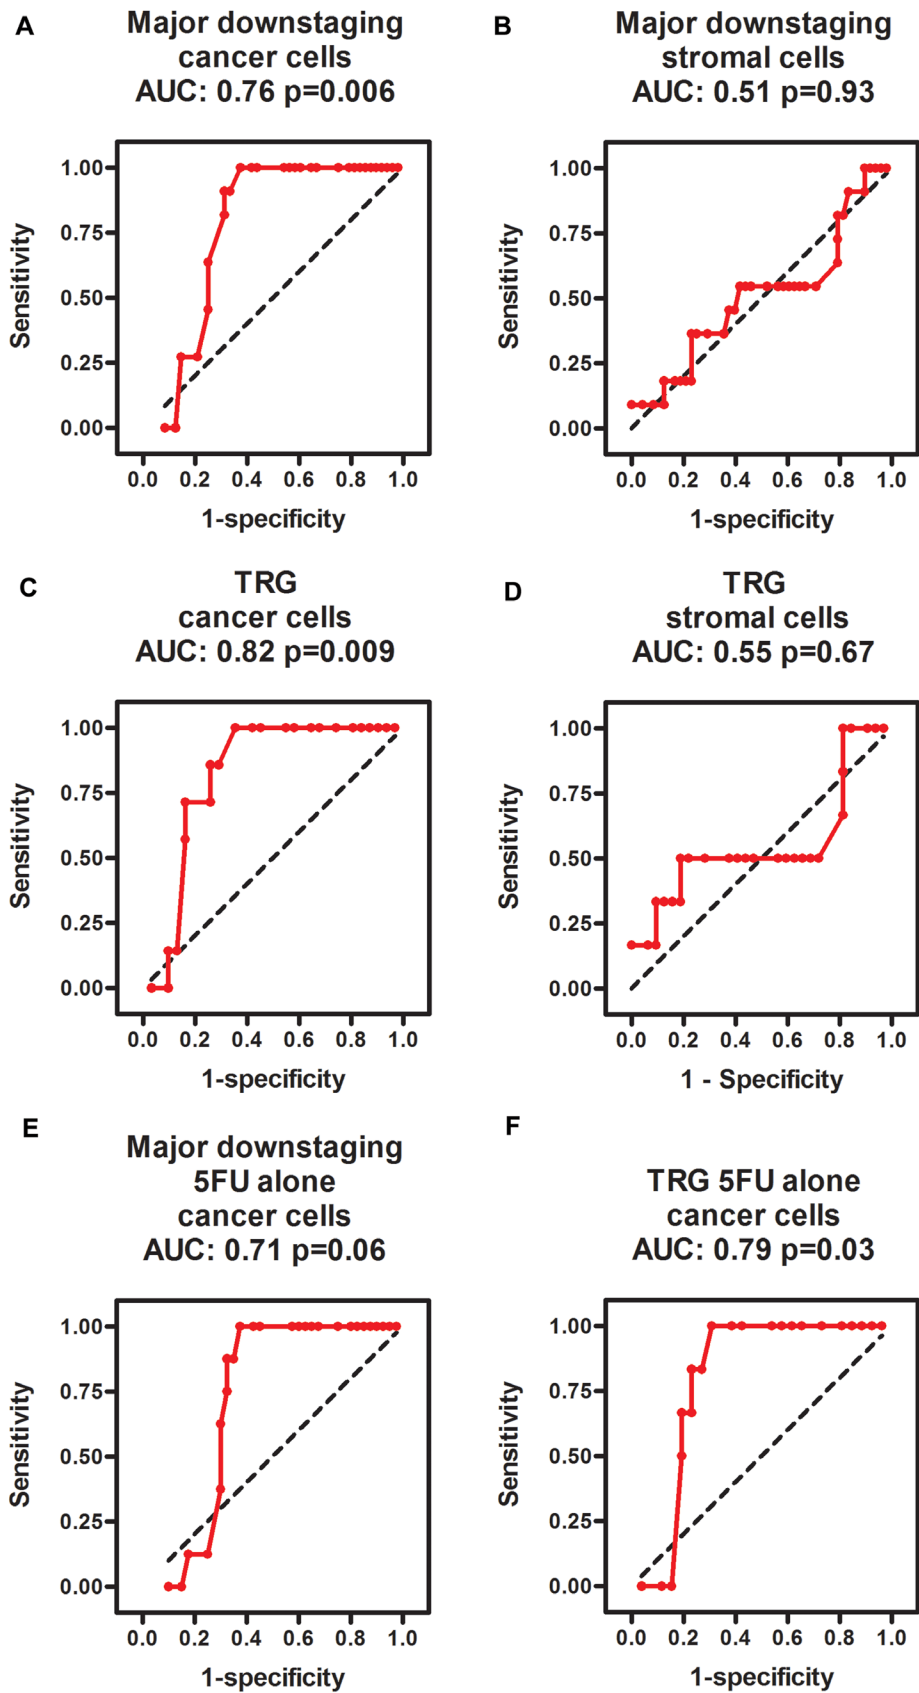 A
Major downstaging
cancer cells
AUC: 0.76 p=0.006
Sensitivity
1.00
0.75
0.50
0.25
0.00
0.0 0.2 0.4 0.6 0.8 1.0
1-specificity
B
Major downstaging
stromal cells
AUC: 0.51 p=0.93
Sensitivity
1.00
0.75
0.50
0.25
0.00
0.0 0.2 0.4 0.6 0.8 1.0
1-specificity
C
TRG
cancer cells
AUC: 0.82 p=0.009
Sensitivity
1.00
0.75
0.50
0.25
0.00
0.0 0.2 0.4 0.6 0.8 1.0
1-specificity
D
TRG
stromal cells
AUC: 0.55 p=0.67
Sensitivity
1.00
0.75
0.50
0.25
0.00
0.0 0.2 0.4 0.6 0.8 1.0
1 - Specificity
E
Major downstaging
5FU alone
cancer cells
AUC: 0.71 p=0.06
Sensitivity
1.00
0.75
0.50
0.25
0.00
0.0 0.2 0.4 0.6 0.8 1.0
1-specificity
F
TRG 5FU alone
cancer cells
AUC: 0.79 p=0.03
Sensitivity
1.00
0.75
0.50
0.25
0.00
0.0 0.2 0.4 0.6 0.8 1.0
1-specificity